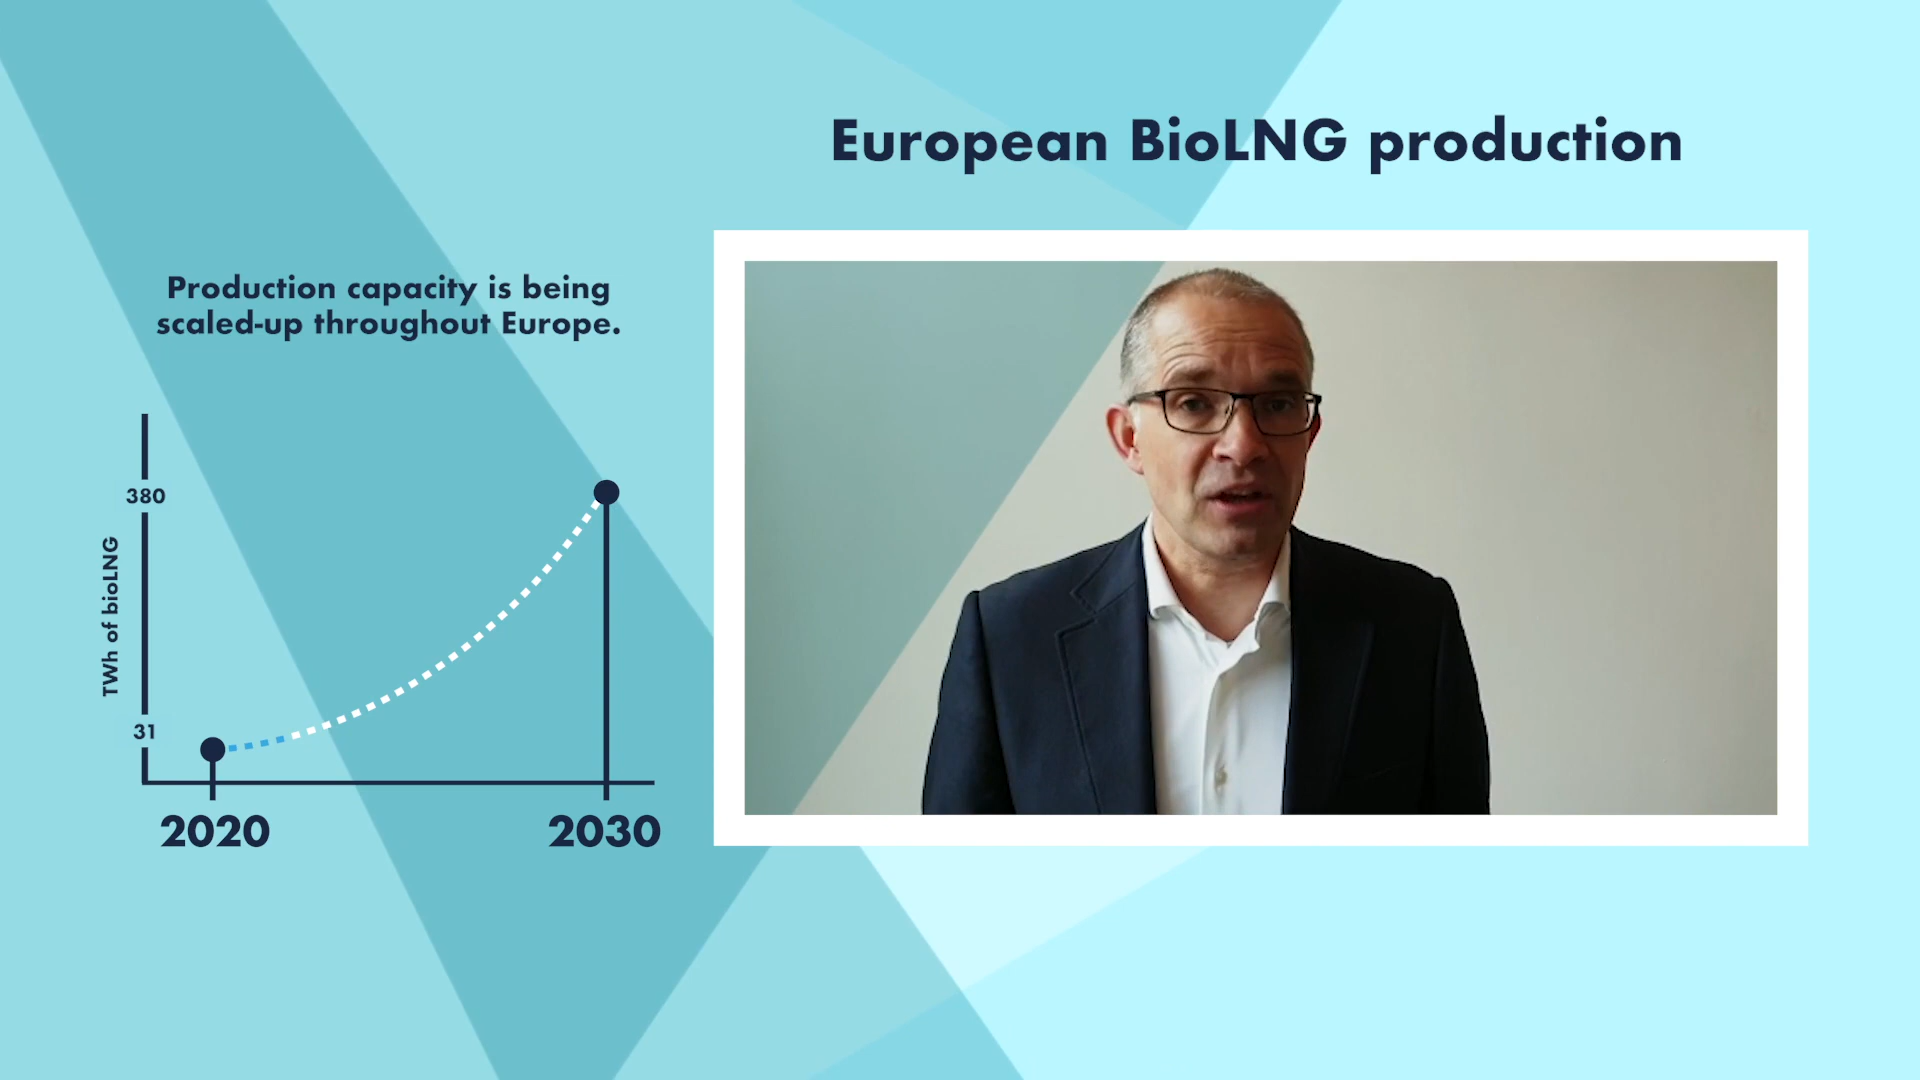 European BioLNG production
Production capacity is being
scaled-up throughout Europe.
380
TWh of bioLNG
31
2020
2030